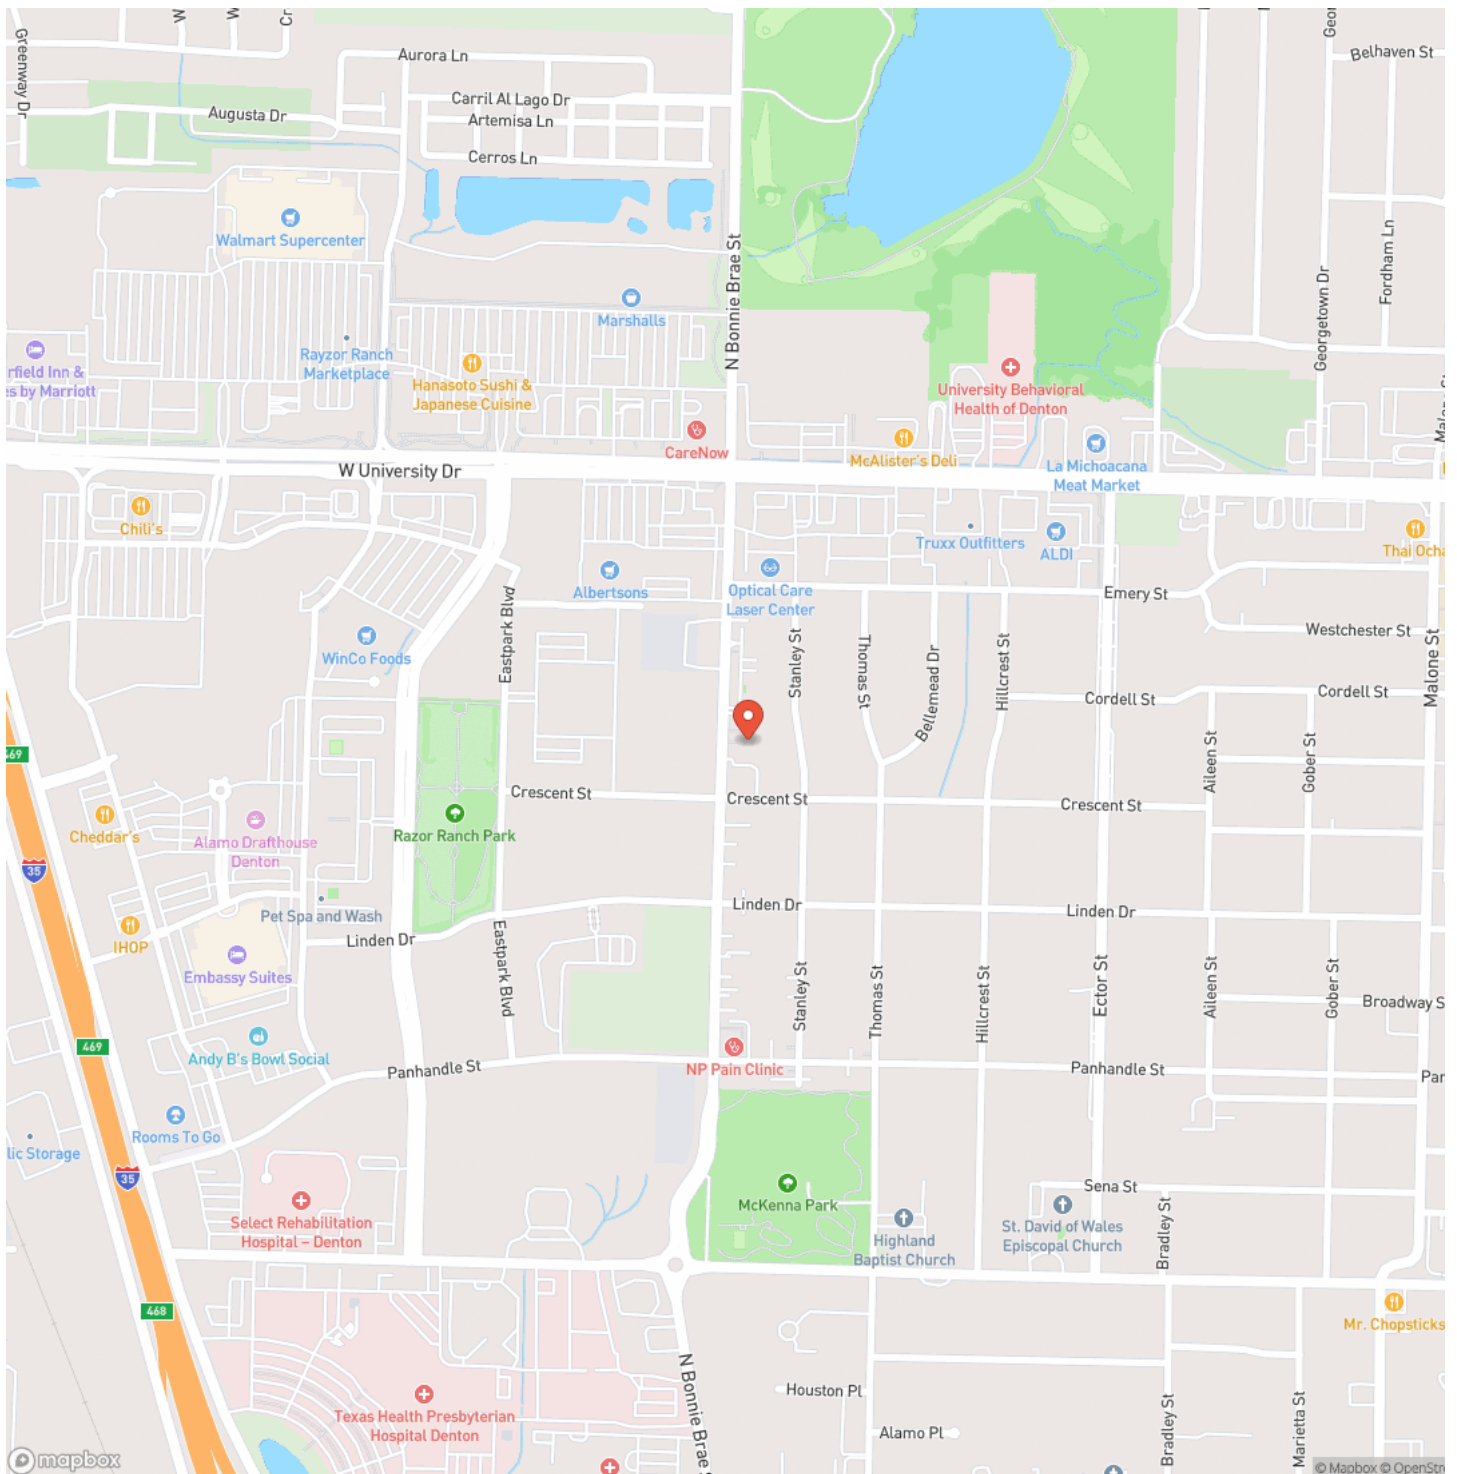 Greenway Dr
W
W
Cr
Aurora Ln
Carril Al Lago Dr
Artemisa Ln
Augusta Dr
Cerros Ln
Belhaven St
Geor
Walmart Supercenter
N Bonnie Brae St
Fordham Ln
Georgetown Dr
Marshalls
Rayzor Ranch
Marketplace
rfield Inn &
es by Marriott
Hanasoto Sushi &
Japanese Cuisine
University Behavioral
Health of Denton
CareNow
McAlister's Deli
La Michoacana
Meat Market
Malone St
W University Dr
Chili's
Truxx Outfitters
ALDI
Thai Ocha
Albertsons
Optical Care
Laser Center
Emery St
Westchester St
WinCo Foods
Eastpark Blvd
Stanley St
Thomas St
Bellemead Dr
Hillcrest St
Cordell St
Cordell St
Malone St
469
Aileen St
Gober St
Crescent St
Crescent St
Crescent St
Cheddar's
Alamo Drafthouse
Denton
Razor Ranch Park
35
Pet Spa and Wash
Linden Dr
Linden Dr
Linden Dr
IHOP
Embassy Suites
Eastpark Blvd
Stanley St
Thomas St
Hillcrest St
Ector St
Aileen St
Gober St
Broadway S
469
Andy B's Bowl Social
Panhandle St
NP Pain Clinic
Panhandle St
Par
Rooms To Go
lic Storage
35
McKenna Park
Sena St
Select Rehabilitation
Hospital – Denton
Highland
Baptist Church
St. David of Wales
Episcopal Church
Bradley St
468
Mr. Chopsticks
N Bonnie Brae S
Houston Pl
Texas Health Presbyterian
Hospital Denton
Alamo Pl
Bradley St
Marietta St
mapbox
© Mapbox © OpenStre